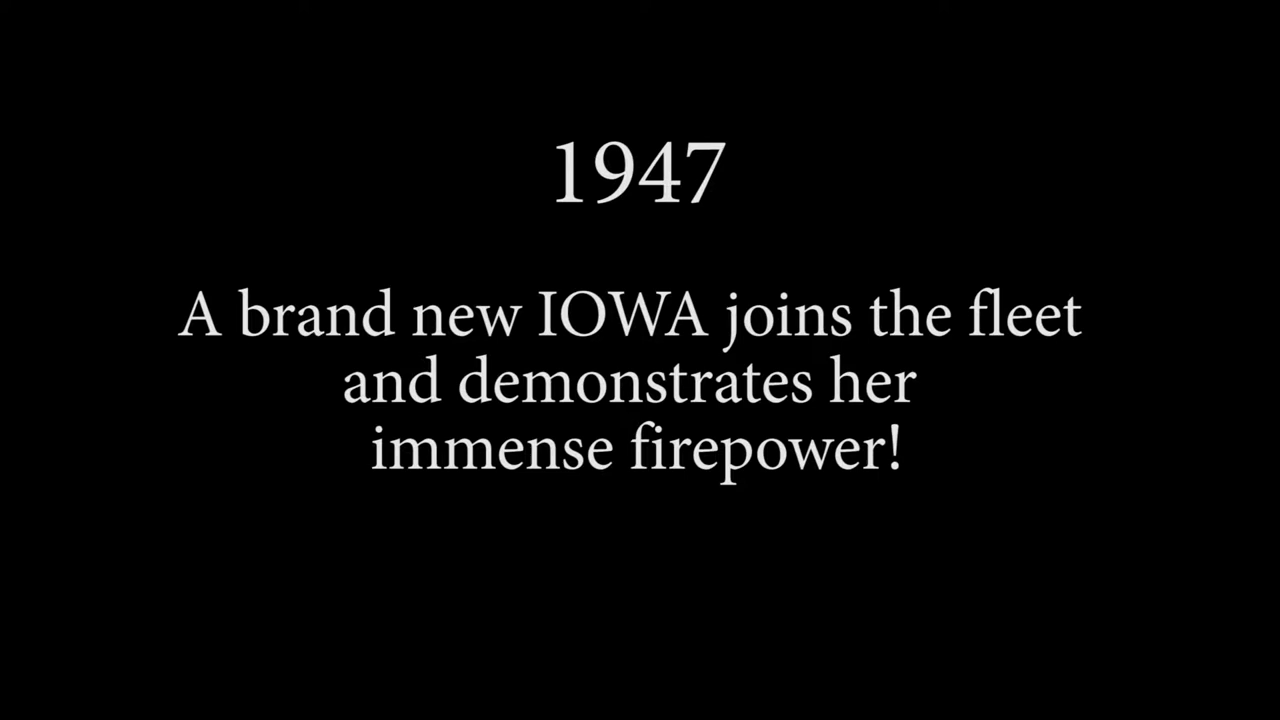 1947
A brand new IOWA joins the fleet
and demonstrates her
immense firepower!